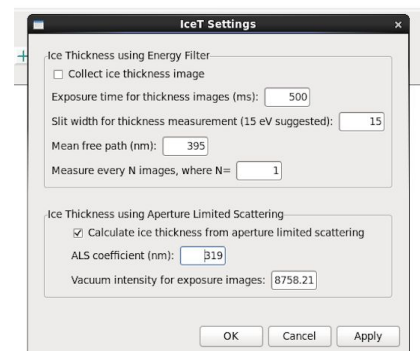 IceT Settings
Ice Thickness using Energy Filter
Collect ice thickness image
Exposure time for thickness images (ms): 500
Slit width for thickness measurement (15 eV suggested): 15
Mean free path (nm): 395
Measure every N images, where N= 1
Ice Thickness using Aperture Limited Scattering
Calculate ice thickness from aperture limited scattering
ALS coefficient (nm): 319
Vacuum intensity for exposure images: 8758.21
OK Cancel Apply